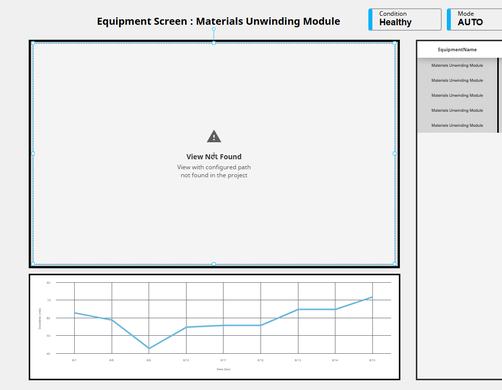 Equipment Screen : Materials Unwinding Module
Condition
Healthy
Mode
AUTO
EquipmentName
Materials Unwinding Module
Materials Unwinding Module
Materials Unwinding Module
Materials Unwinding Module
Materials Unwinding Module
View Not Found
View with configured path
not found in the project